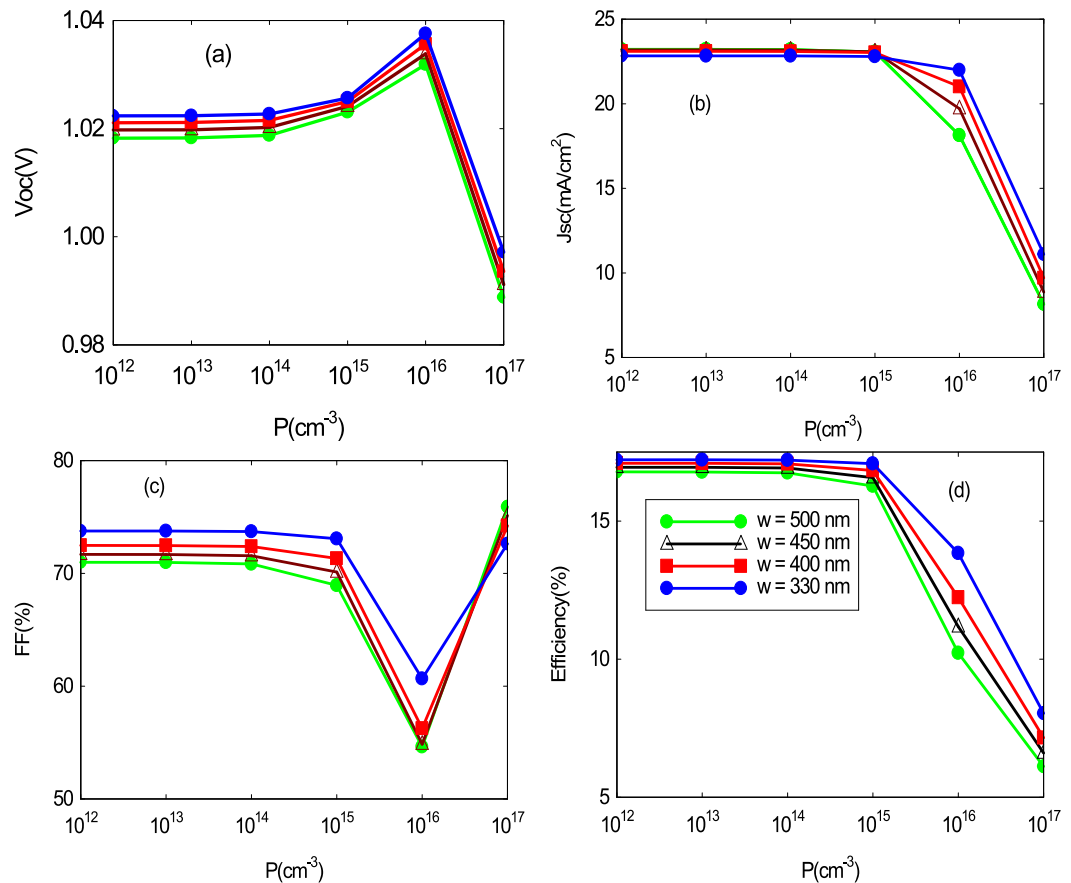 1.04
1.02
1.00
0.98
Voc(V)
(a)
10^12 10^13 10^14 10^15 10^16 10^17
P(cm^-3)
25
20
15
10
5
Jsc(mA/cm^2)
(b)
10^12 10^13 10^14 10^15 10^16 10^17
P(cm^-3)
80
70
60
50
FF(%)
(c)
10^12 10^13 10^14 10^15 10^16 10^17
P(cm^-3)
15
10
5
Efficiency(%)
(d)
w = 500 nm
w = 450 nm
w = 400 nm
w = 330 nm
10^12 10^13 10^14 10^15 10^16 10^17
P(cm^-3)